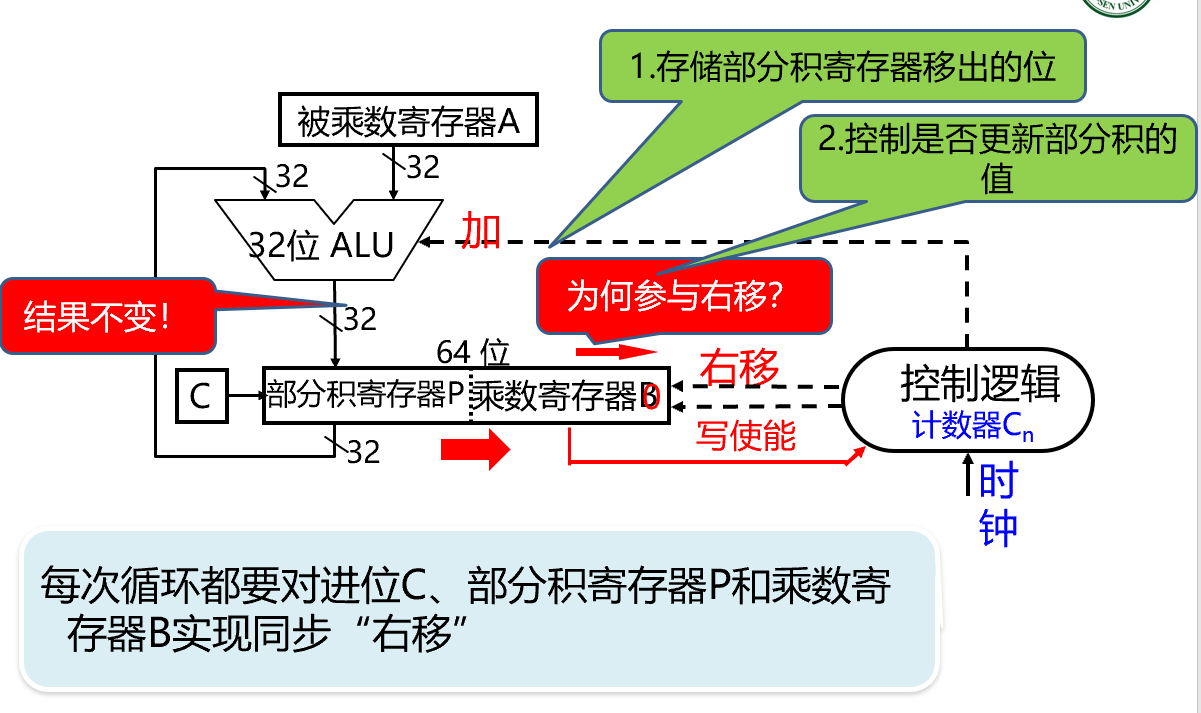 SEN UNIV
1.存储部分积寄存器移出的位
被乘数寄存器A
2.控制是否更新部分积的
值
32
32
加
32位 ALU
为何参与右移?
结果不变!
32
64 位
右移
C
部分积寄存器P
乘数寄存器B
0
控制逻辑
计数器Cn
写使能
32
时
钟
每次循环都要对进位C、部分积寄存器P和乘数寄
存器B实现同步“右移”